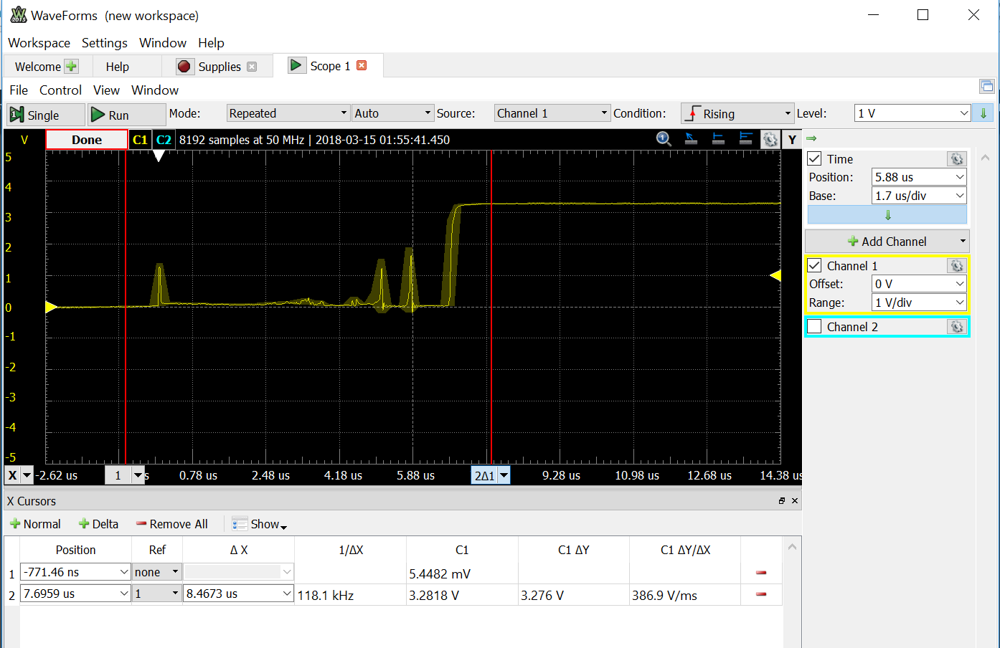 WaveForms (new workspace)
Workspace Settings Window Help
Welcome Help Supplies Scope 1
File Control View Window
Single Run Mode: Repeated Auto Source: Channel 1 Condition: Rising Level: 1 V
V Done C1 C2 8192 samples at 50 MHz | 2018-03-15 01:55:41.450 Y
5
4
3
2
1
0
-1
-2
-3
-4
-5
X -2.62 us 1 s 0.78 us 2.48 us 4.18 us 5.88 us 2Δ1 9.28 us 10.98 us 12.68 us 14.38 us
Time
Position: 5.88 us
Base: 1.7 us/div
Add Channel
Channel 1
Offset: 0 V
Range: 1 V/div
Channel 2
X Cursors
Normal Delta Remove All Show
Position Ref Δ X 1/ΔX C1 C1 ΔY C1 ΔY/ΔX
1 -771.46 ns none 5.4482 mV
2 7.6959 us 1 8.4673 us 118.1 kHz 3.2818 V 3.276 V 386.9 V/ms